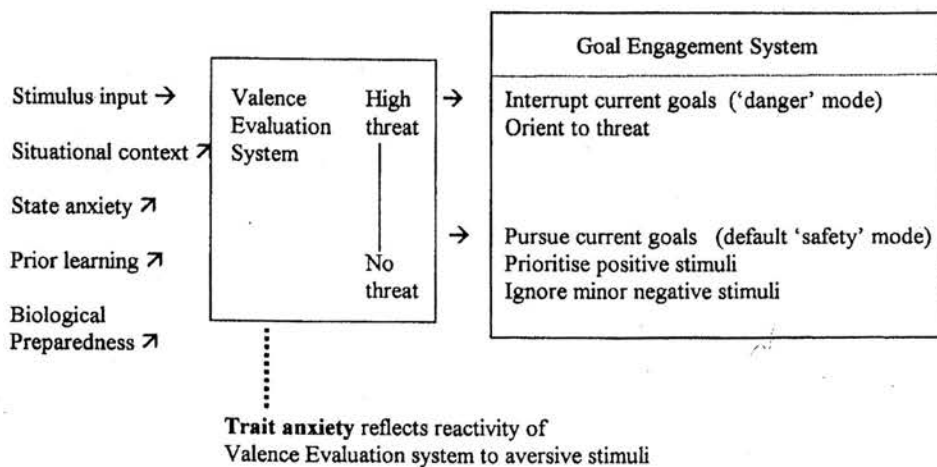 Goal Engagement System
Stimulus input →
Situational context ↗
State anxiety ↗
Prior learning ↗
Biological
Preparedness ↗
Valence
Evaluation
System
High
threat
No
threat
→
→
Interrupt current goals ('danger' mode)
Orient to threat
Pursue current goals (default 'safety' mode)
Prioritise positive stimuli
Ignore minor negative stimuli
Trait anxiety reflects reactivity of
Valence Evaluation system to aversive stimuli